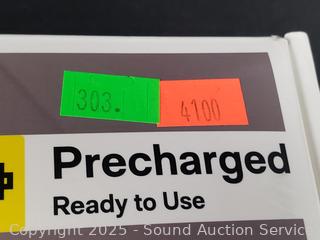 303. 4100
Precharged
Ready to Use
Copyright 2025 - Sound Auction Service